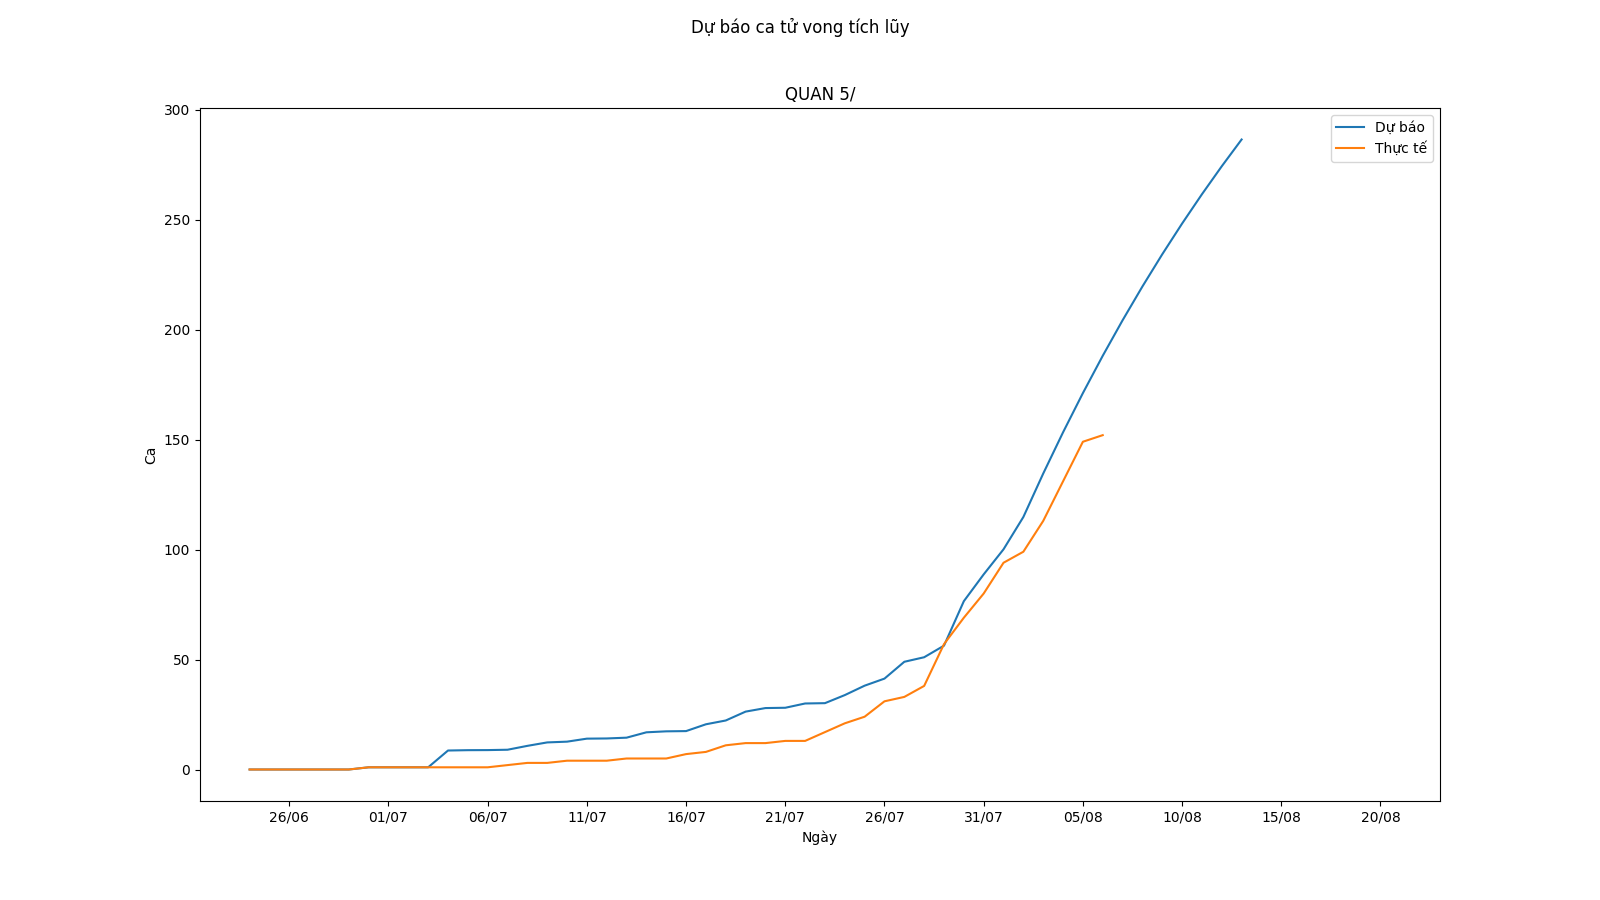 Dự báo ca tử vong tích lũy
QUAN 5/
300
250
200
150
100
50
0
Ca
Dự báo
Thực tế
26/06 01/07 06/07 11/07 16/07 21/07 26/07 31/07 05/08 10/08 15/08 20/08
Ngày